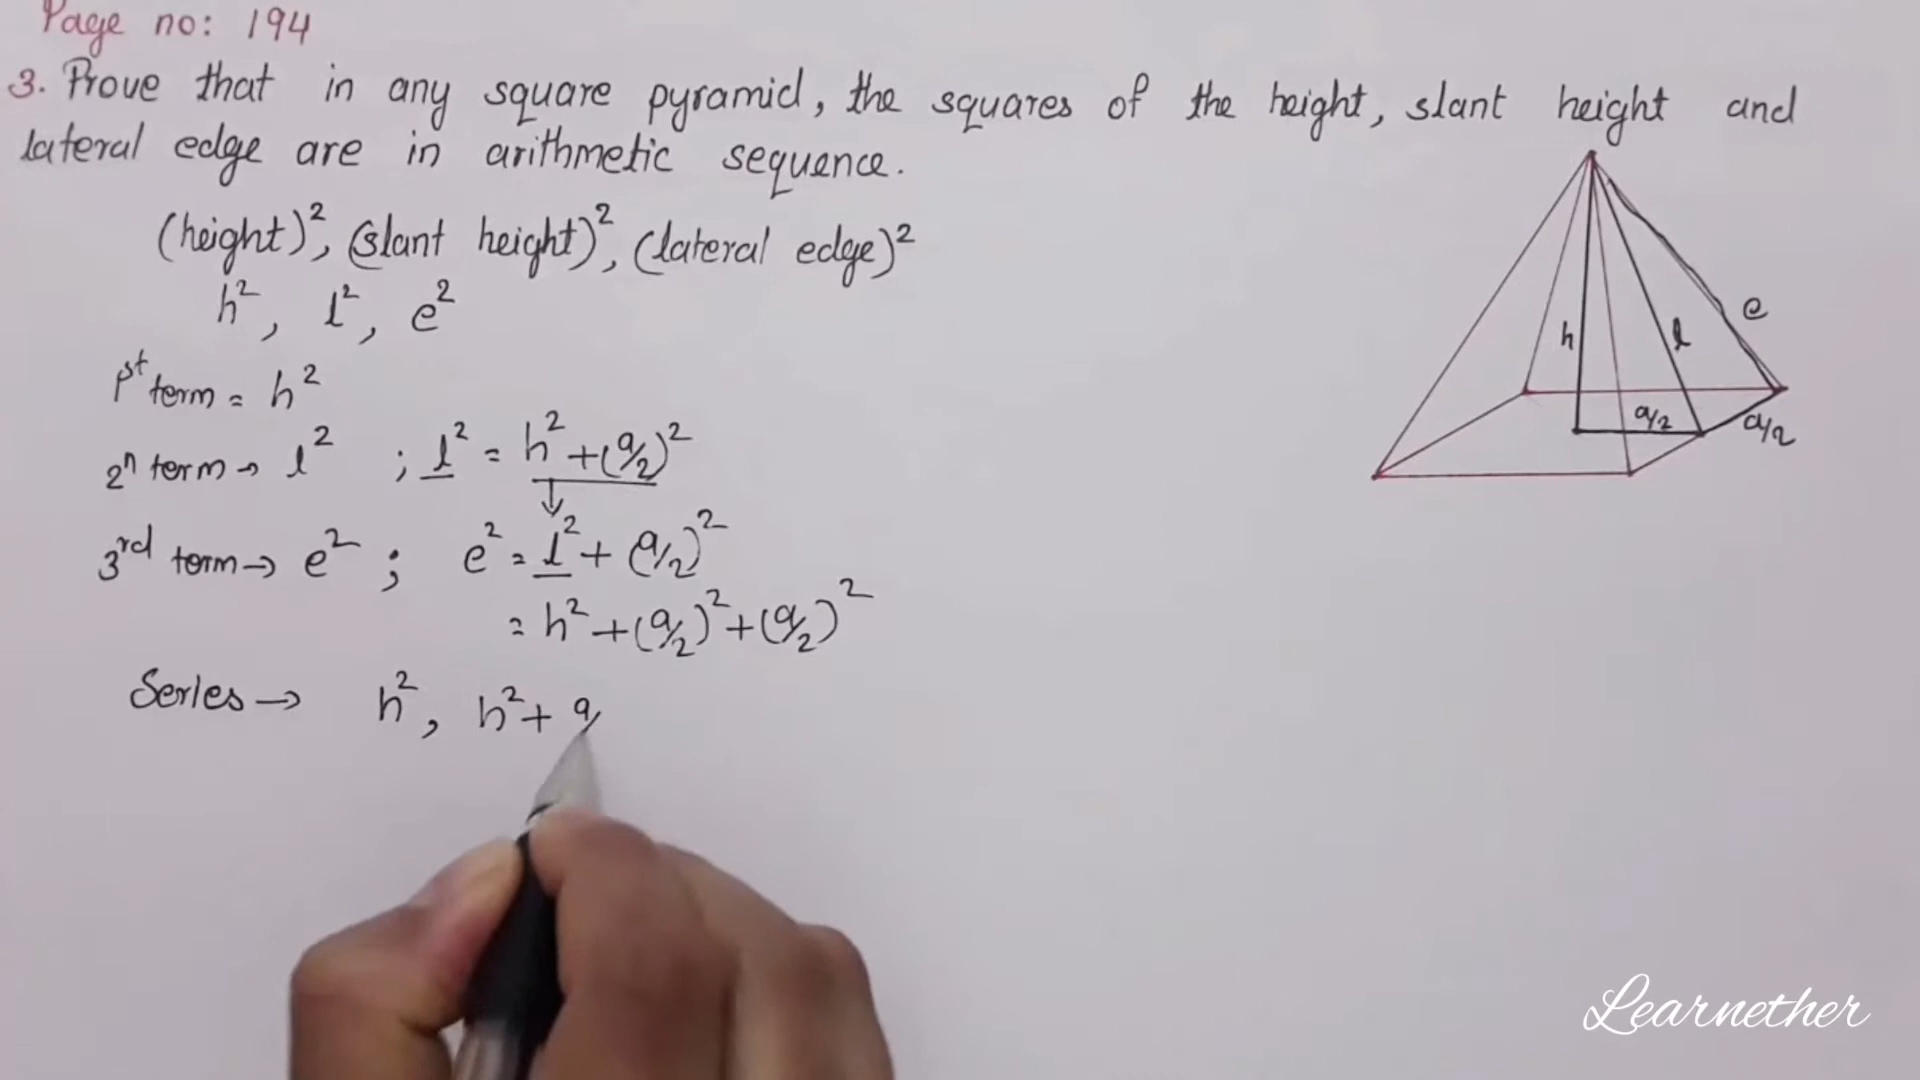 Page no: 194
3. Prove that in any square pyramid, the squares of the height, slant height and
lateral edge are in arithmetic sequence.
(height)², (slant height)², (lateral edge)²
h², l², e²
1st term = h²
2n term → l² ; l² = h² + (a/2)²
↓
3rd term → e² ; e² = l² + (a/2)²
= h² + (a/2)² + (a/2)²
Series → h², h² + a/
e
h
l
a/2
a/2
Learnether